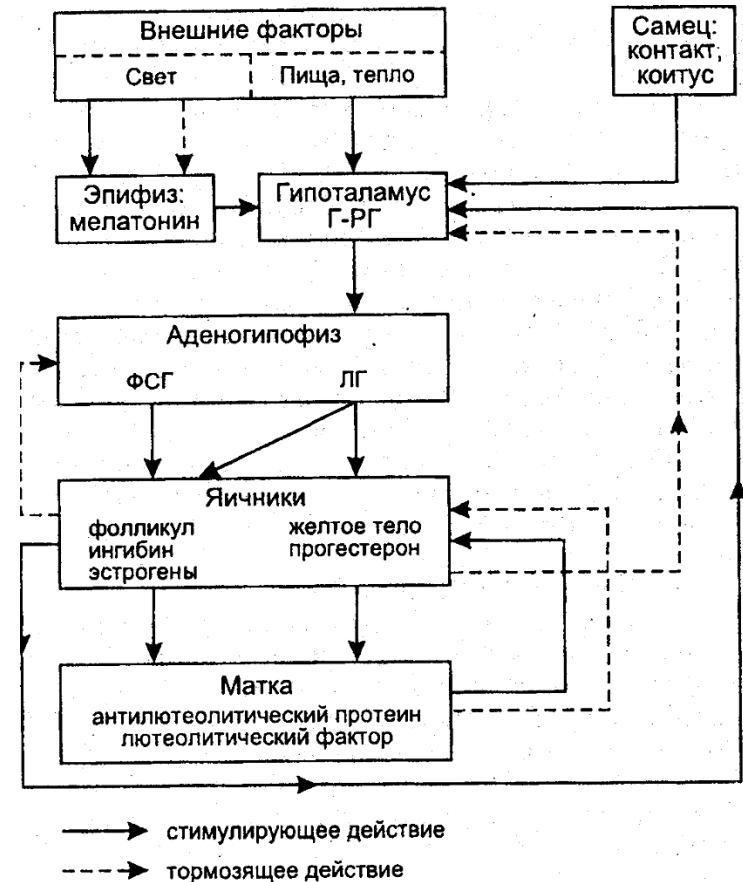 Внешние факторы
Свет
Пища, тепло
Самец:
контакт,
коитус
Эпифиз:
мелатонин
Гипоталамус
Г-РГ
Аденогипофиз
ФСГ
ЛГ
Яичники
фолликул
ингибин
эстрогены
желтое тело
прогестерон
Матка
антилютеолитический протеин
лютеолитический фактор
стимулирующее действие
тормозящее действие